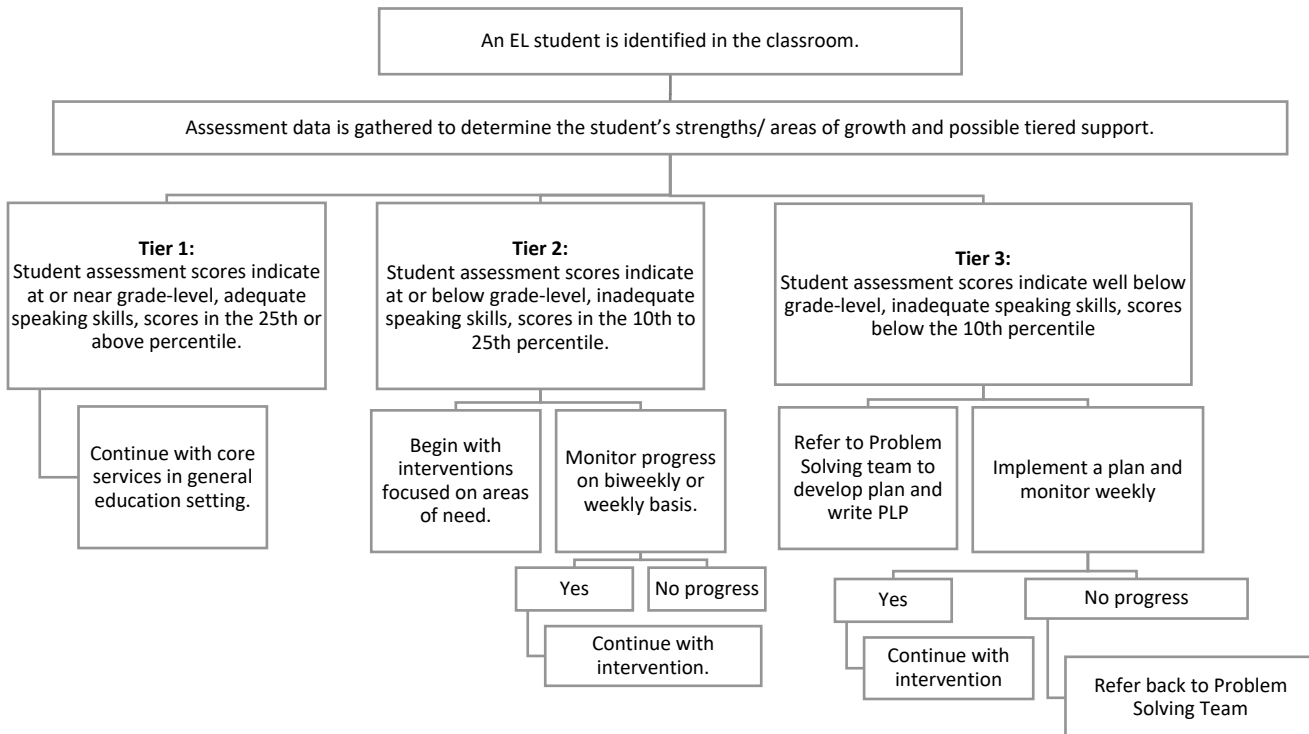 An EL student is identified in the classroom.
Assessment data is gathered to determine the student’s strengths/ areas of growth and possible tiered support.
Tier 1:
Student assessment scores indicate
at or near grade-level, adequate
speaking skills, scores in the 25th or
above percentile.
Continue with core
services in general
education setting.
Tier 2:
Student assessment scores indicate
at or below grade-level, inadequate
speaking skills, scores in the 10th to
25th percentile.
Begin with
interventions
focused on areas
of need.
Monitor progress
on biweekly or
weekly basis.
Yes
No progress
Continue with
intervention.
Tier 3:
Student assessment scores indicate well below
grade-level, inadequate speaking skills, scores
below the 10th percentile
Refer to Problem
Solving team to
develop plan and
write PLP
Implement a plan and
monitor weekly
Yes
No progress
Continue with
intervention
Refer back to Problem
Solving Team